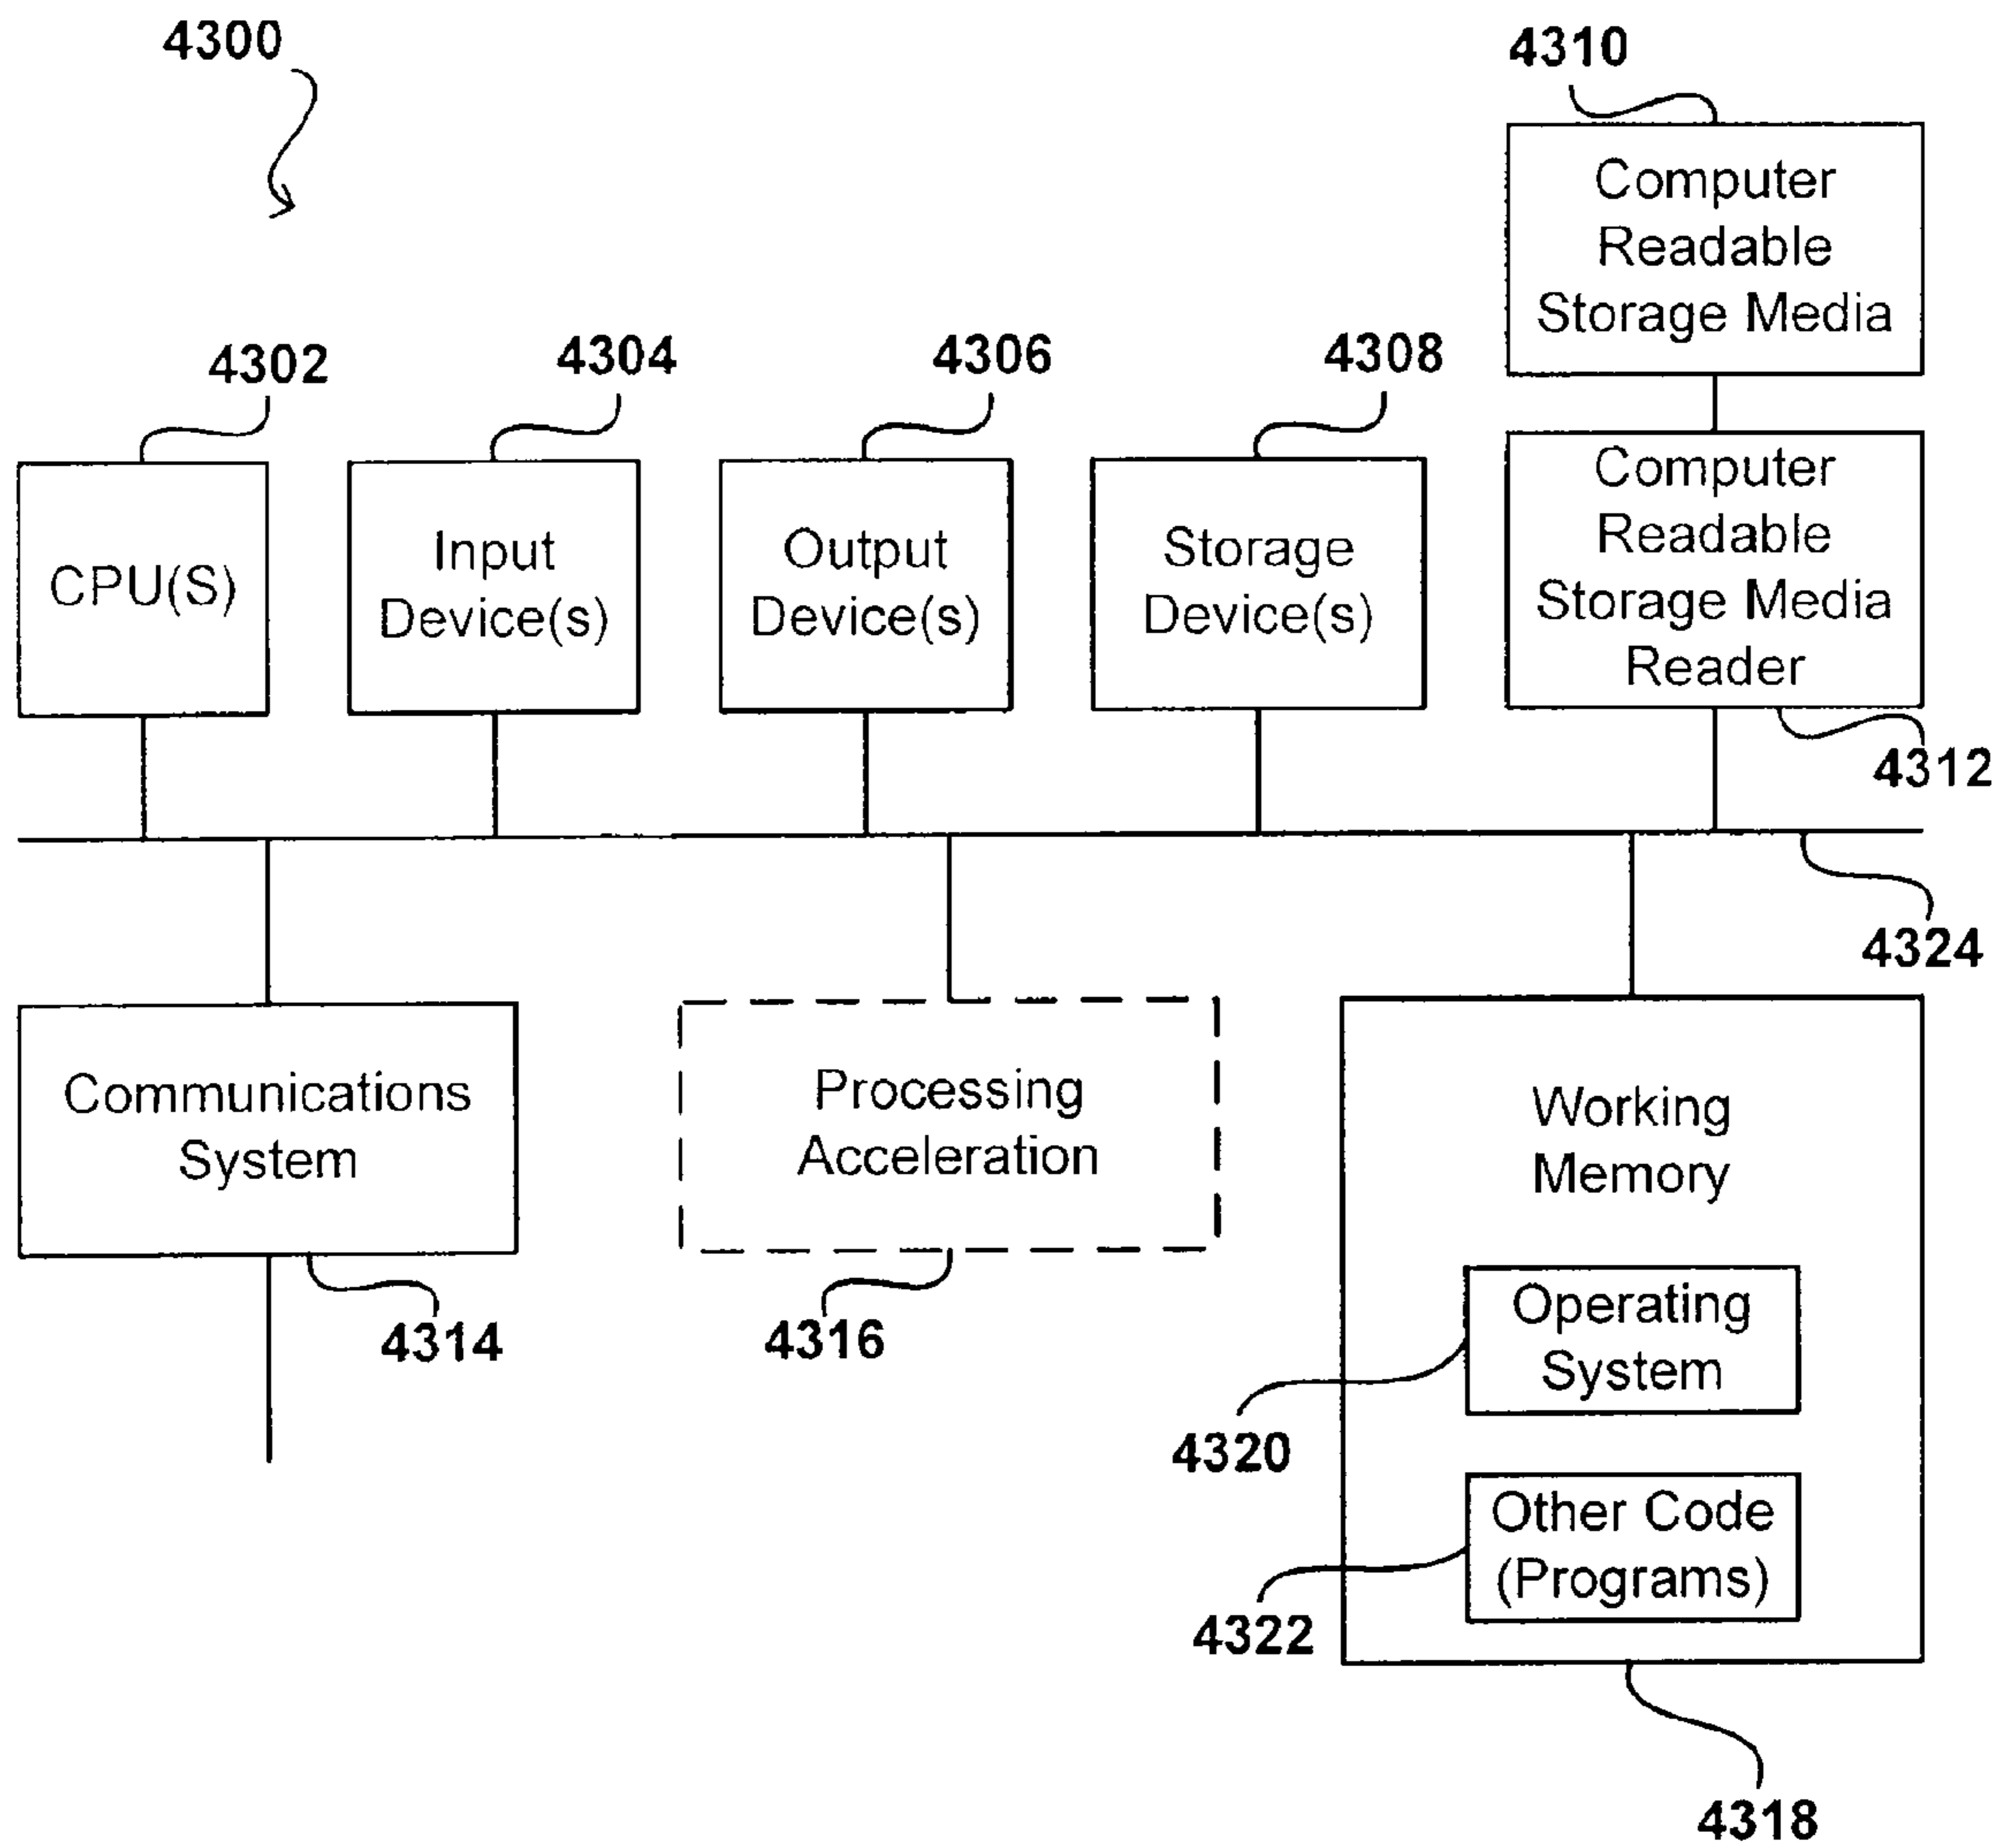 4300
4310
Computer
Readable
Storage Media
4302
4304
4306
4308
CPU(S)
Input
Device(s)
Output
Device(s)
Storage
Device(s)
Computer
Readable
Storage Media
Reader
4312
4324
Communications
System
4314
Processing
Acceleration
4316
Working
Memory
Operating
System
4320
Other Code
(Programs)
4322
4318